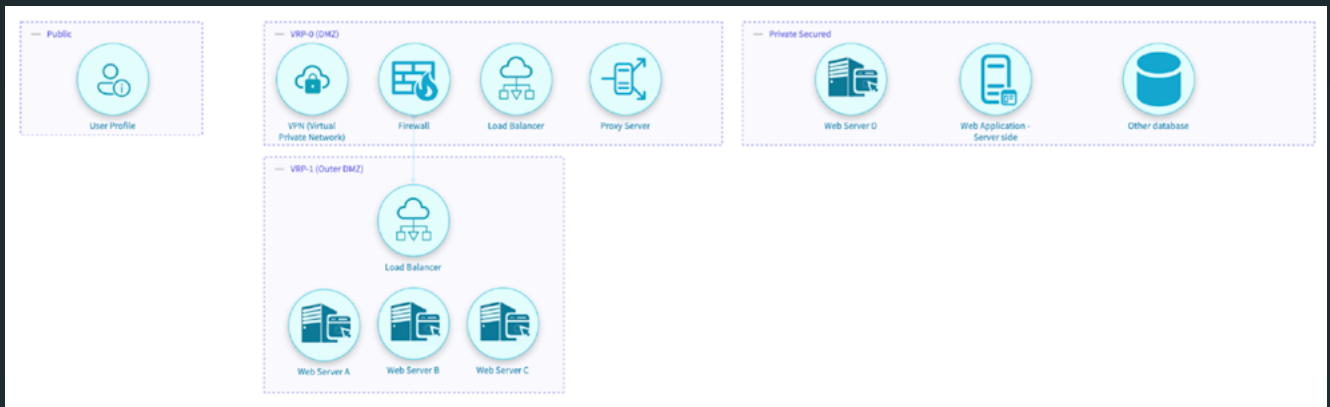 Public
User Profile
VRP-0 (DMZ)
VPN (Virtual
Private Network)
Firewall
Load Balancer
Proxy Server
Private Secured
Web Server D
Web Application -
Server side
Other database
VRP-1 (Outer DMZ)
Load Balancer
Web Server A
Web Server B
Web Server C